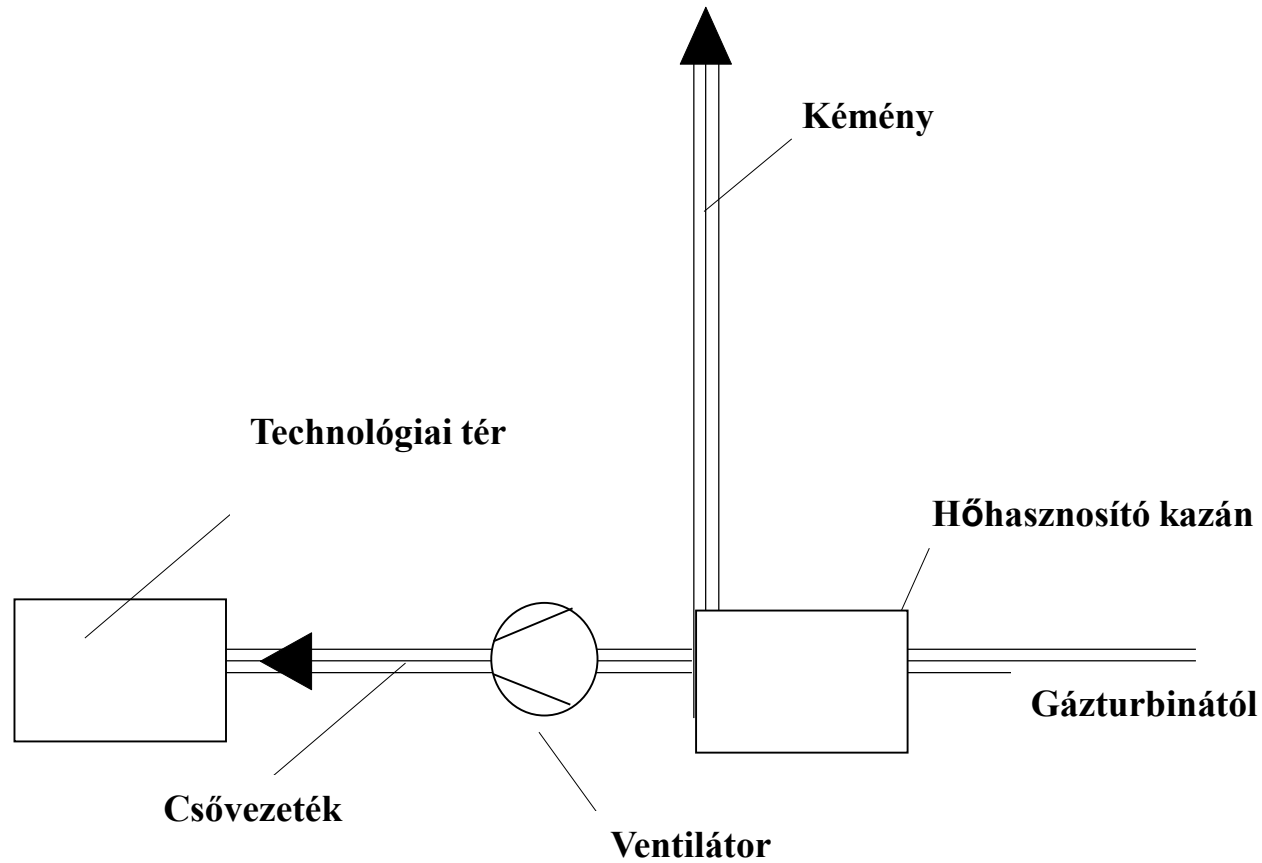 Kémény
Technológiai tér
Hőhasznosító kazán
Gázturbinától
Csővezeték
Ventilátor